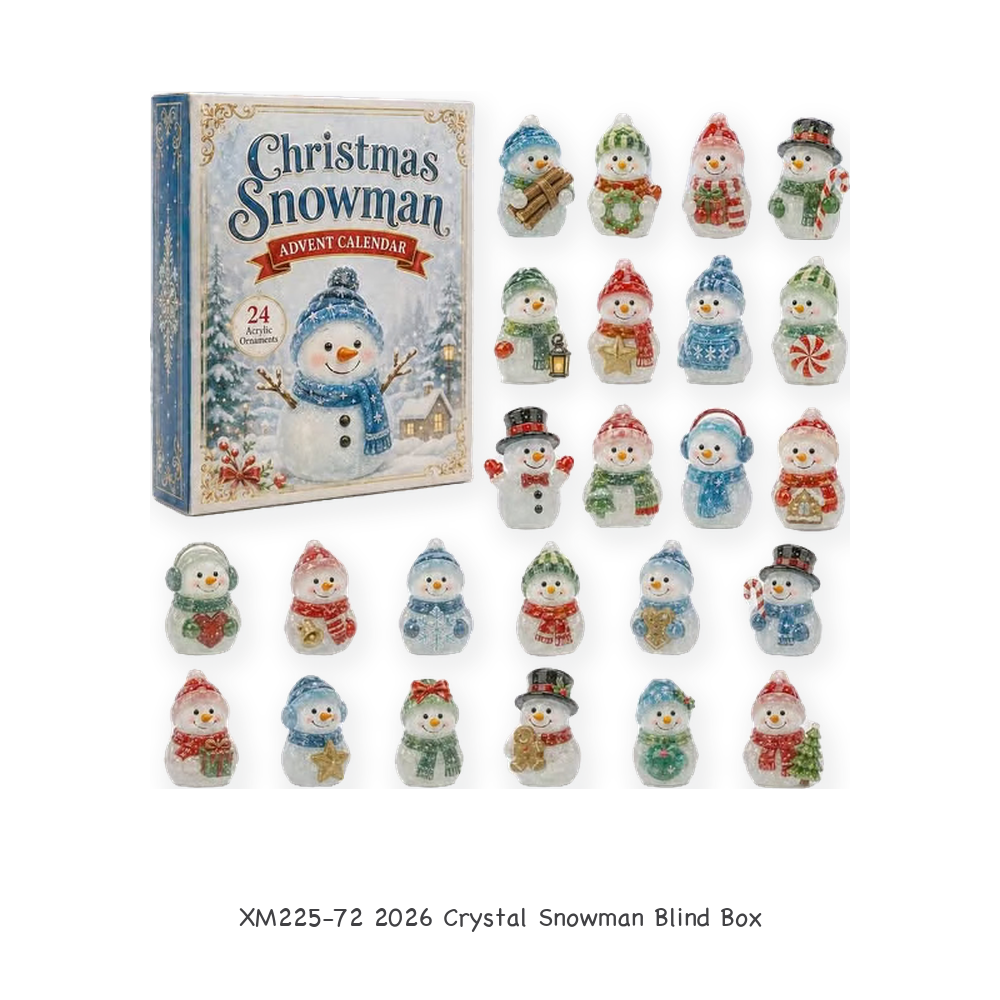 Christmas
Snowman
ADVENT CALENDAR
24
Acrylic
Ornaments
XM225-72 2026 Crystal Snowman Blind Box